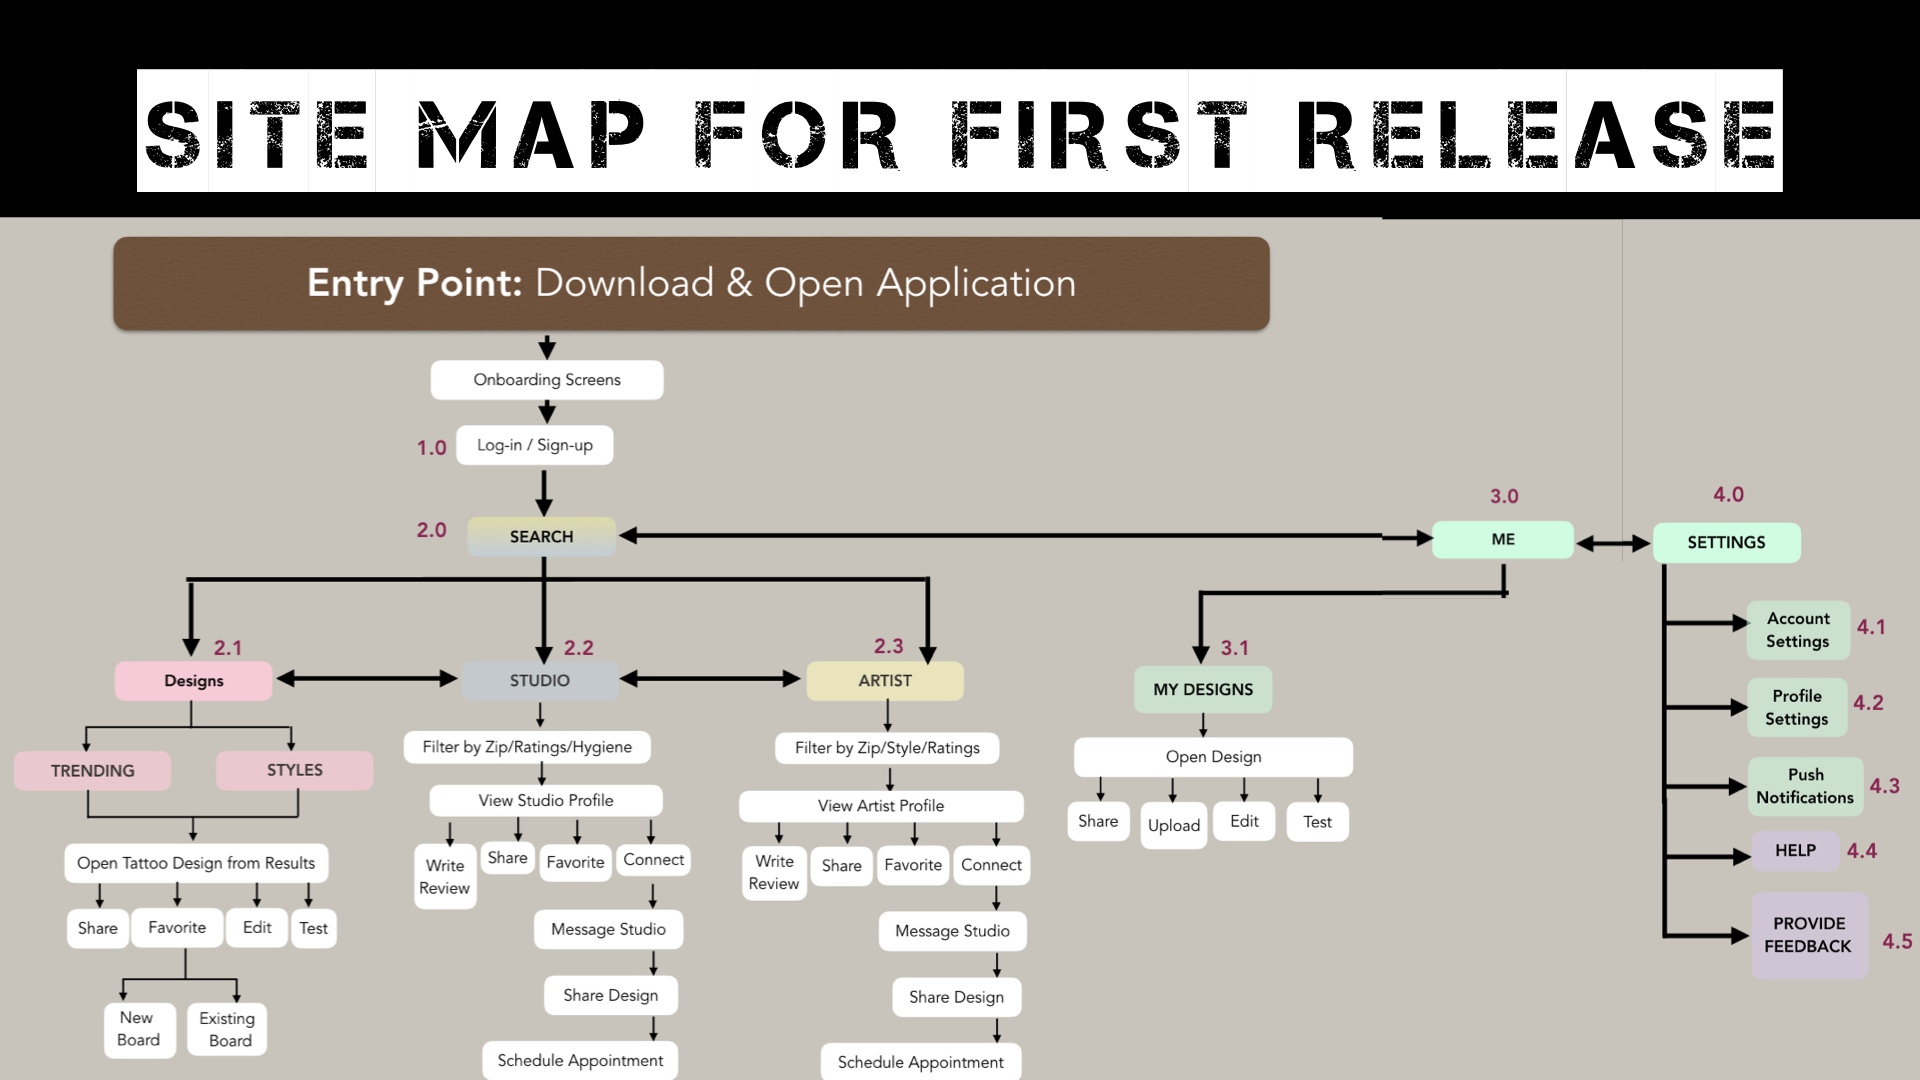 SITE MAP FOR FIRST RELEASE
Entry Point: Download & Open Application
Onboarding Screens
1.0
Log-in / Sign-up
2.0
SEARCH
3.0
ME
4.0
SETTINGS
2.1
Designs
2.2
STUDIO
2.3
ARTIST
TRENDING
STYLES
Open Tattoo Design from Results
Share
Favorite
Edit
Test
New
Board
Existing
Board
Filter by Zip/Ratings/Hygiene
View Studio Profile
Write
Review
Share
Favorite
Connect
Message Studio
Share Design
Schedule Appointment
Filter by Zip/Style/Ratings
View Artist Profile
Write
Review
Share
Favorite
Connect
Message Studio
Share Design
Schedule Appointment
3.1
MY DESIGNS
Open Design
Share
Upload
Edit
Test
Account
Settings
4.1
Profile
Settings
4.2
Push
Notifications
4.3
HELP
4.4
PROVIDE
FEEDBACK
4.5